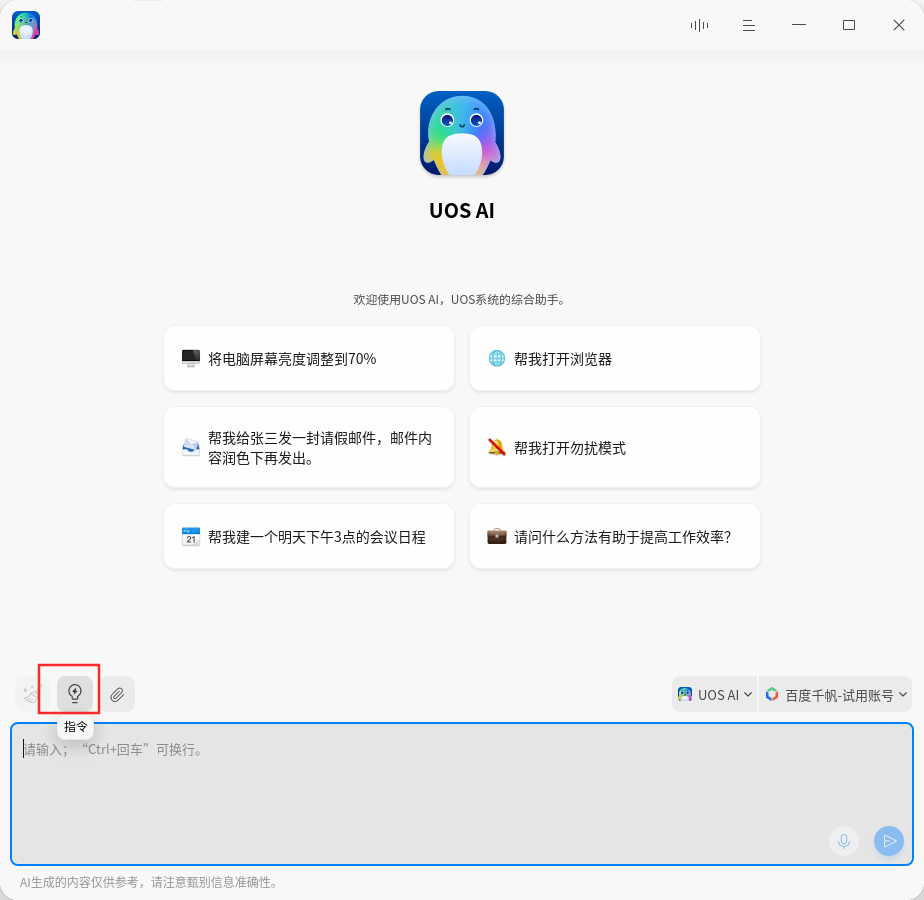 UOS AI
欢迎使用UOS AI，UOS系统的综合助手。
将电脑屏幕亮度调整到70%
帮我打开浏览器
帮我给张三发一封请假邮件，邮件内
容润色下再发出。
帮我打开勿扰模式
21
帮我建一个明天下午3点的会议日程
请问什么方法有助于提高工作效率?
UOS AI
百度千帆-试用账号
指令
请输入；“Ctrl+回车”可换行。
AI生成的内容仅供参考，请注意甄别信息准确性。